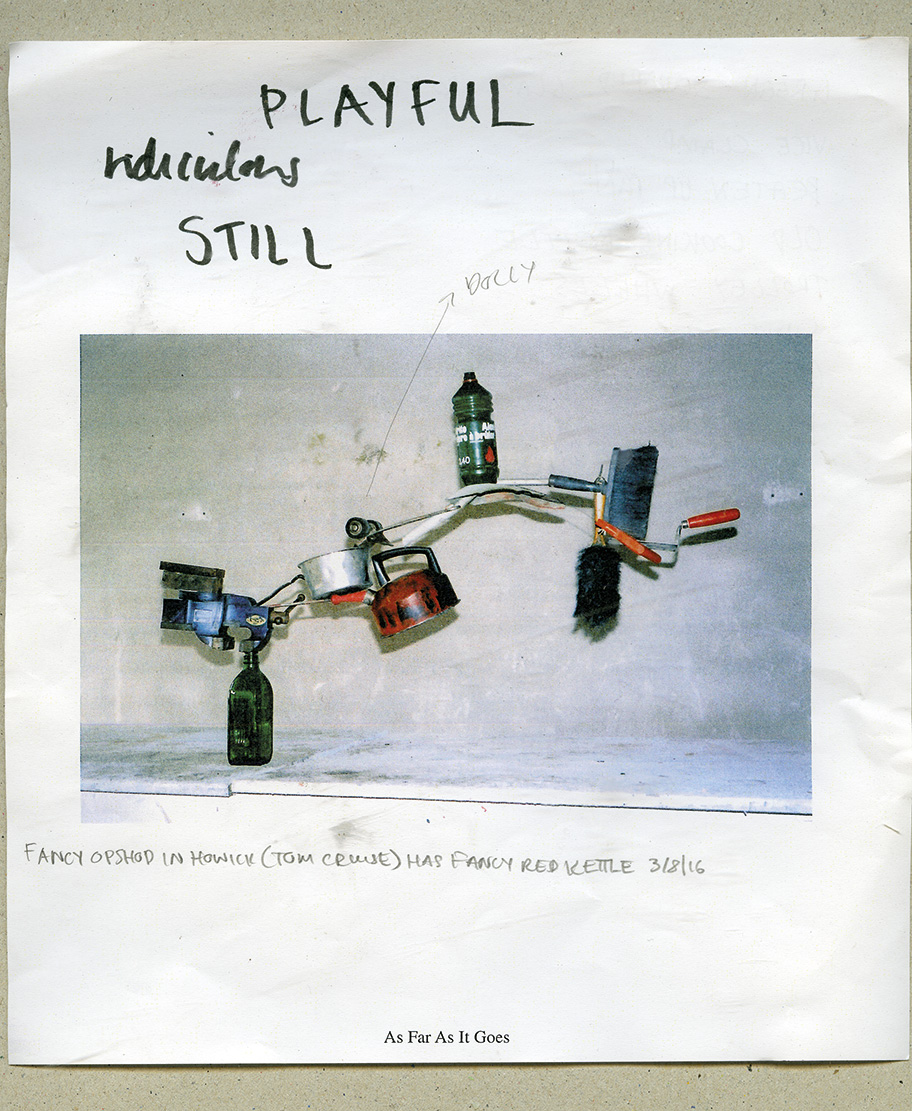 PLAYFUL
ridiculous
STILL
DOLLY
à brûler
FANCY OPSHOP IN HOWICK (TOM CRUISE) HAS FANCY RED KETTLE 3/8/16
As Far As It Goes